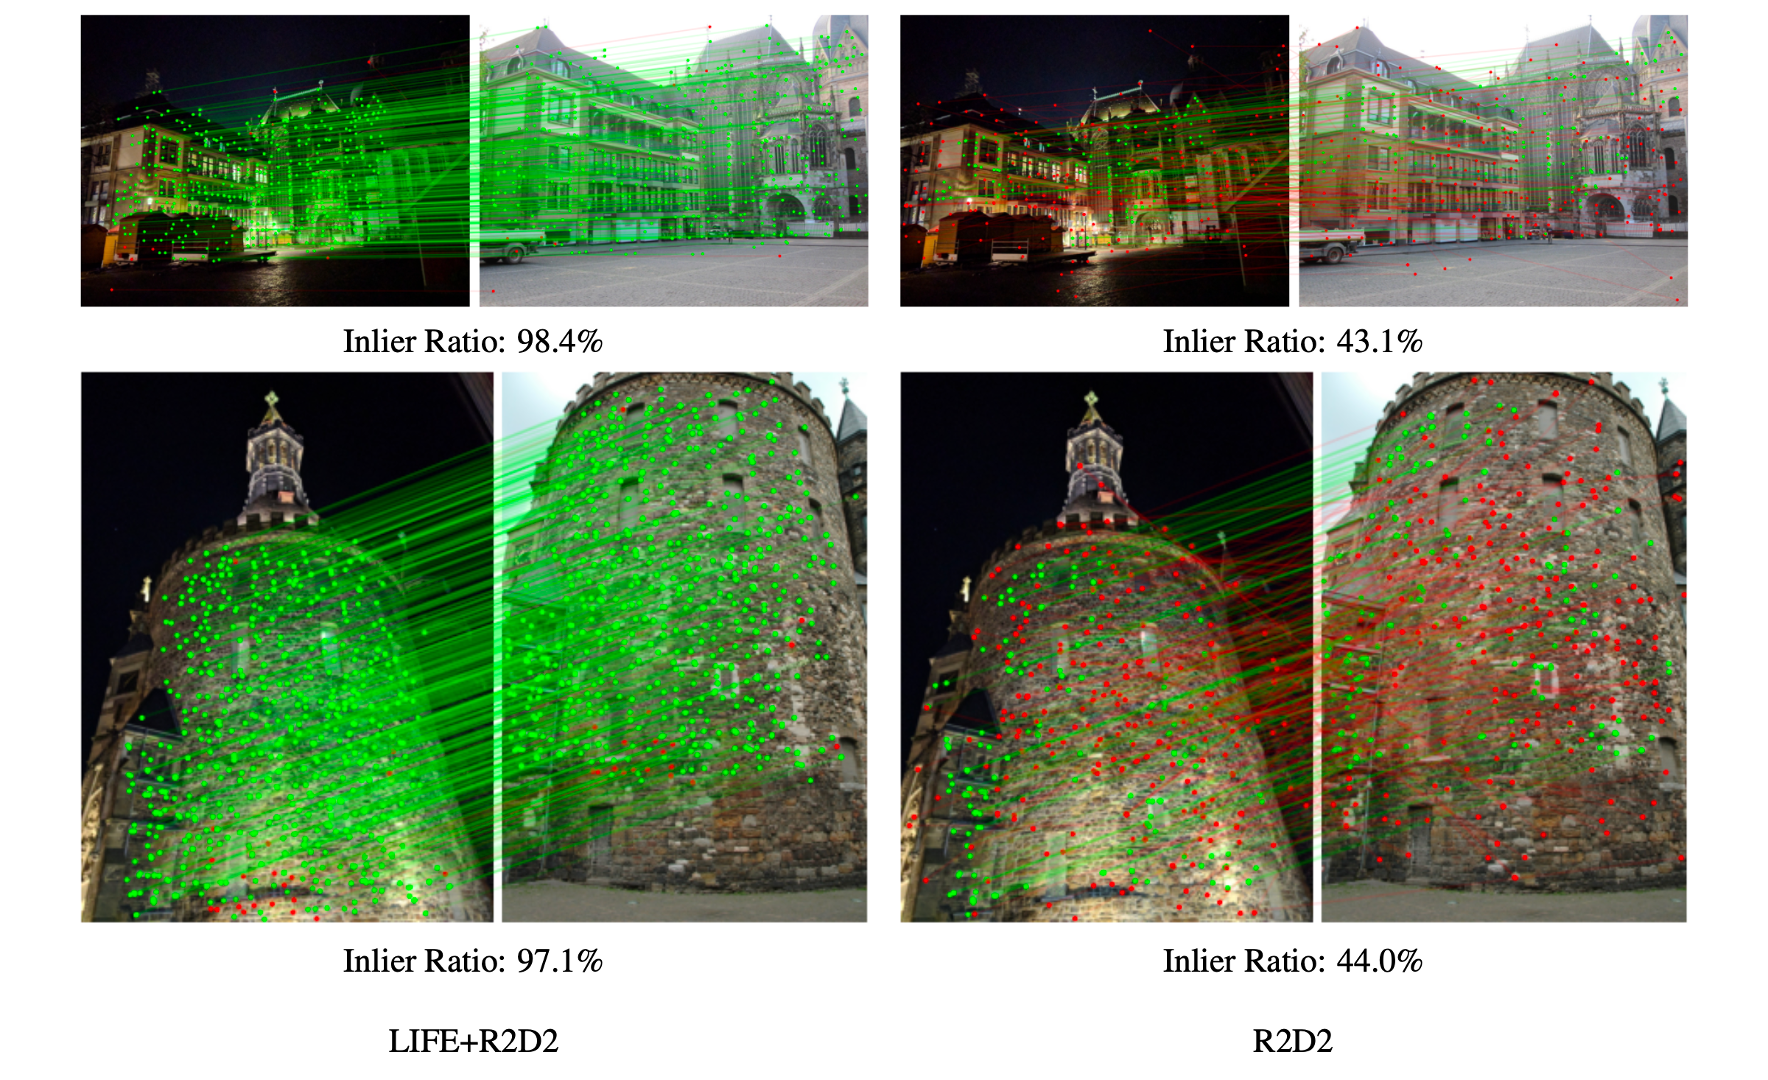 Inlier Ratio: 98.4%
Inlier Ratio: 43.1%
Inlier Ratio: 97.1%
Inlier Ratio: 44.0%
LIFE+R2D2
R2D2